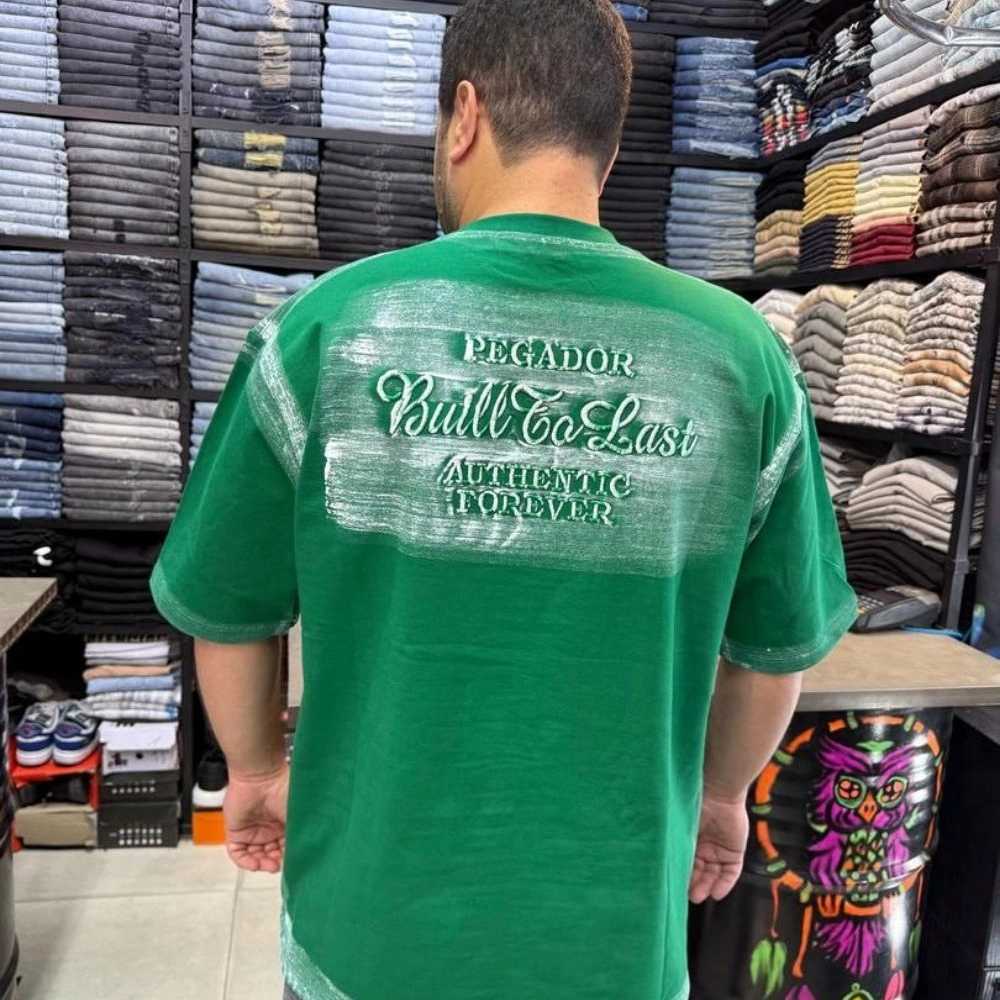 PEGADOR
Built To Last
AUTHENTIC
FOREVER